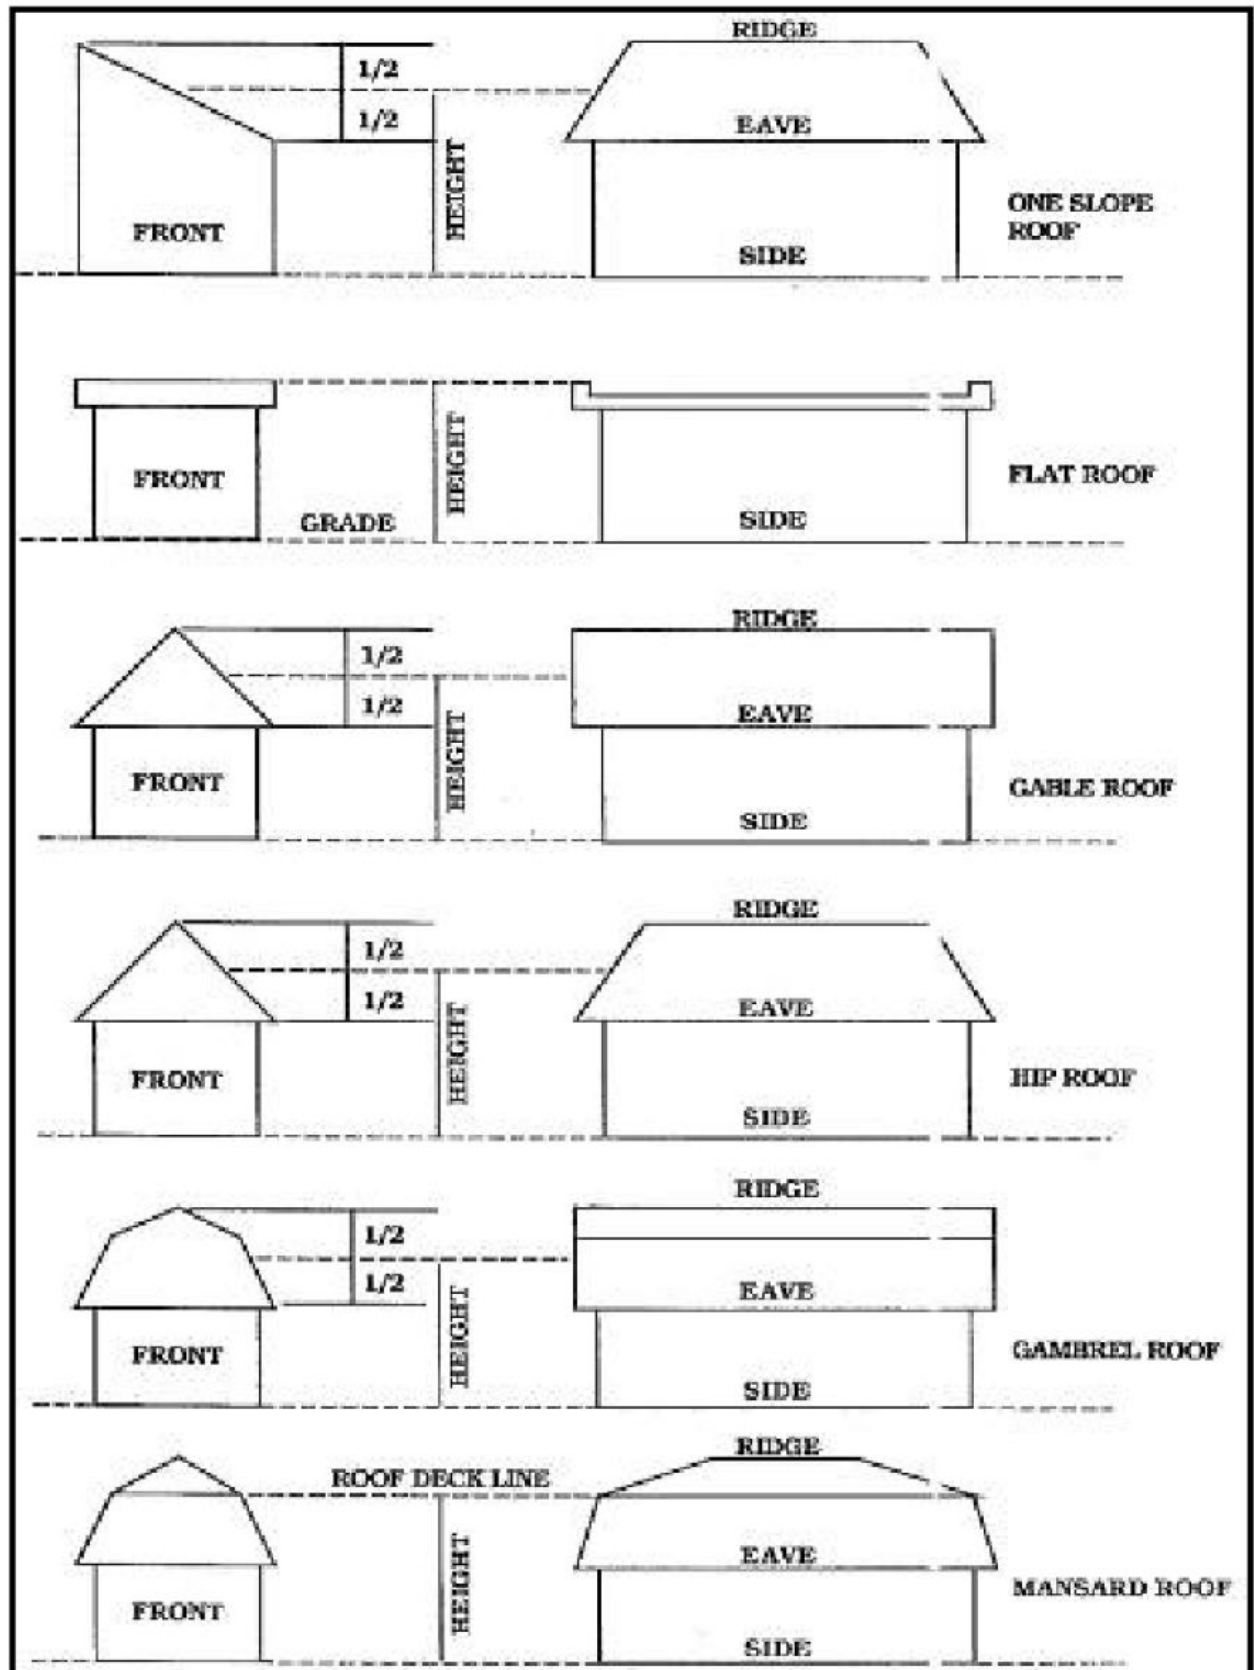 RIDGE
1/2
1/2
EAVE
HEIGHT
FRONT
SIDE
ONE SLOPE
ROOF
FRONT
GRADE
HEIGHT
SIDE
FLAT ROOF
RIDGE
1/2
1/2
EAVE
HEIGHT
FRONT
SIDE
GABLE ROOF
RIDGE
1/2
1/2
EAVE
HEIGHT
FRONT
SIDE
HIP ROOF
RIDGE
1/2
1/2
EAVE
HEIGHT
FRONT
SIDE
GAMBREL ROOF
RIDGE
ROOF DECK LINE
EAVE
HEIGHT
FRONT
SIDE
MANSARD ROOF